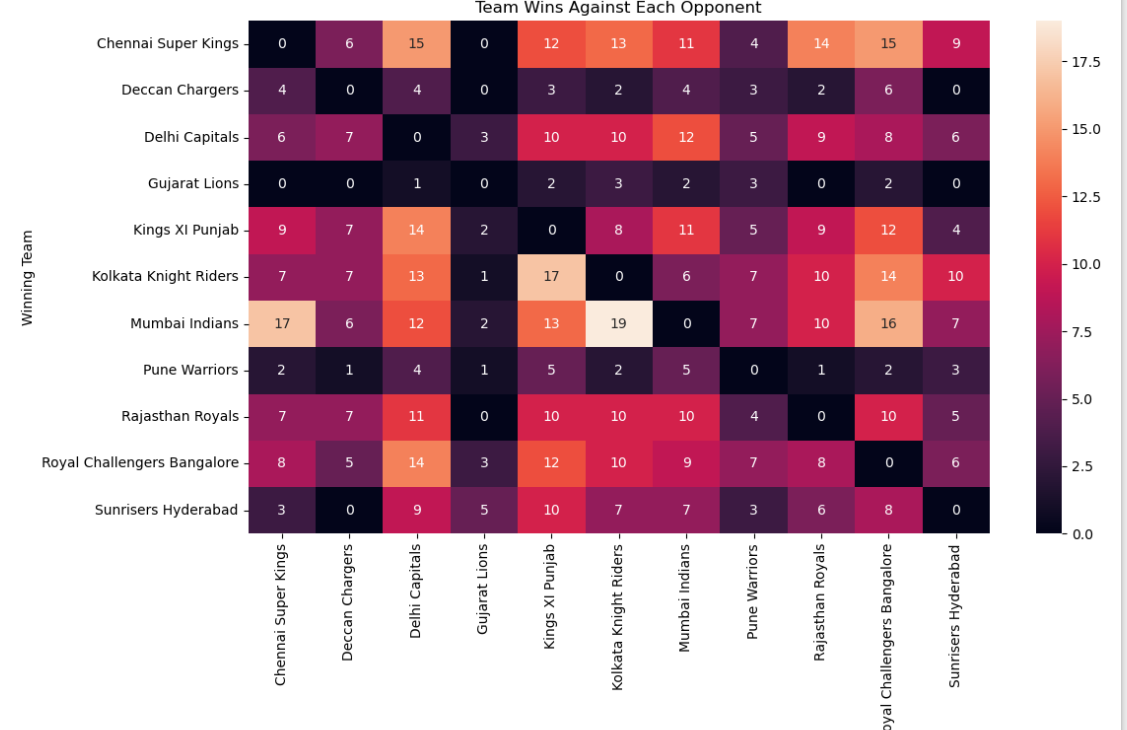 Team Wins Against Each Opponent
Chennai Super Kings 0 6 15 0 12 13 11 4 14 15 9
Deccan Chargers 4 0 4 0 3 2 4 3 2 6 0
Delhi Capitals 6 7 0 3 10 10 12 5 9 8 6
Gujarat Lions 0 0 1 0 2 3 2 3 0 2 0
Kings XI Punjab 9 7 14 2 0 8 11 5 9 12 4
Kolkata Knight Riders 7 7 13 1 17 0 6 7 10 14 10
Mumbai Indians 17 6 12 2 13 19 0 7 10 16 7
Pune Warriors 2 1 4 1 5 2 5 0 1 2 3
Rajasthan Royals 7 7 11 0 10 10 10 4 0 10 5
Royal Challengers Bangalore 8 5 14 3 12 10 9 7 8 0 6
Sunrisers Hyderabad 3 0 9 5 10 7 7 3 6 8 0
Winning Team
Chennai Super Kings
Deccan Chargers
Delhi Capitals
Gujarat Lions
Kings XI Punjab
Kolkata Knight Riders
Mumbai Indians
Pune Warriors
Rajasthan Royals
oyal Challengers Bangalore
Sunrisers Hyderabad
17.5
15.0
12.5
10.0
7.5
5.0
2.5
0.0